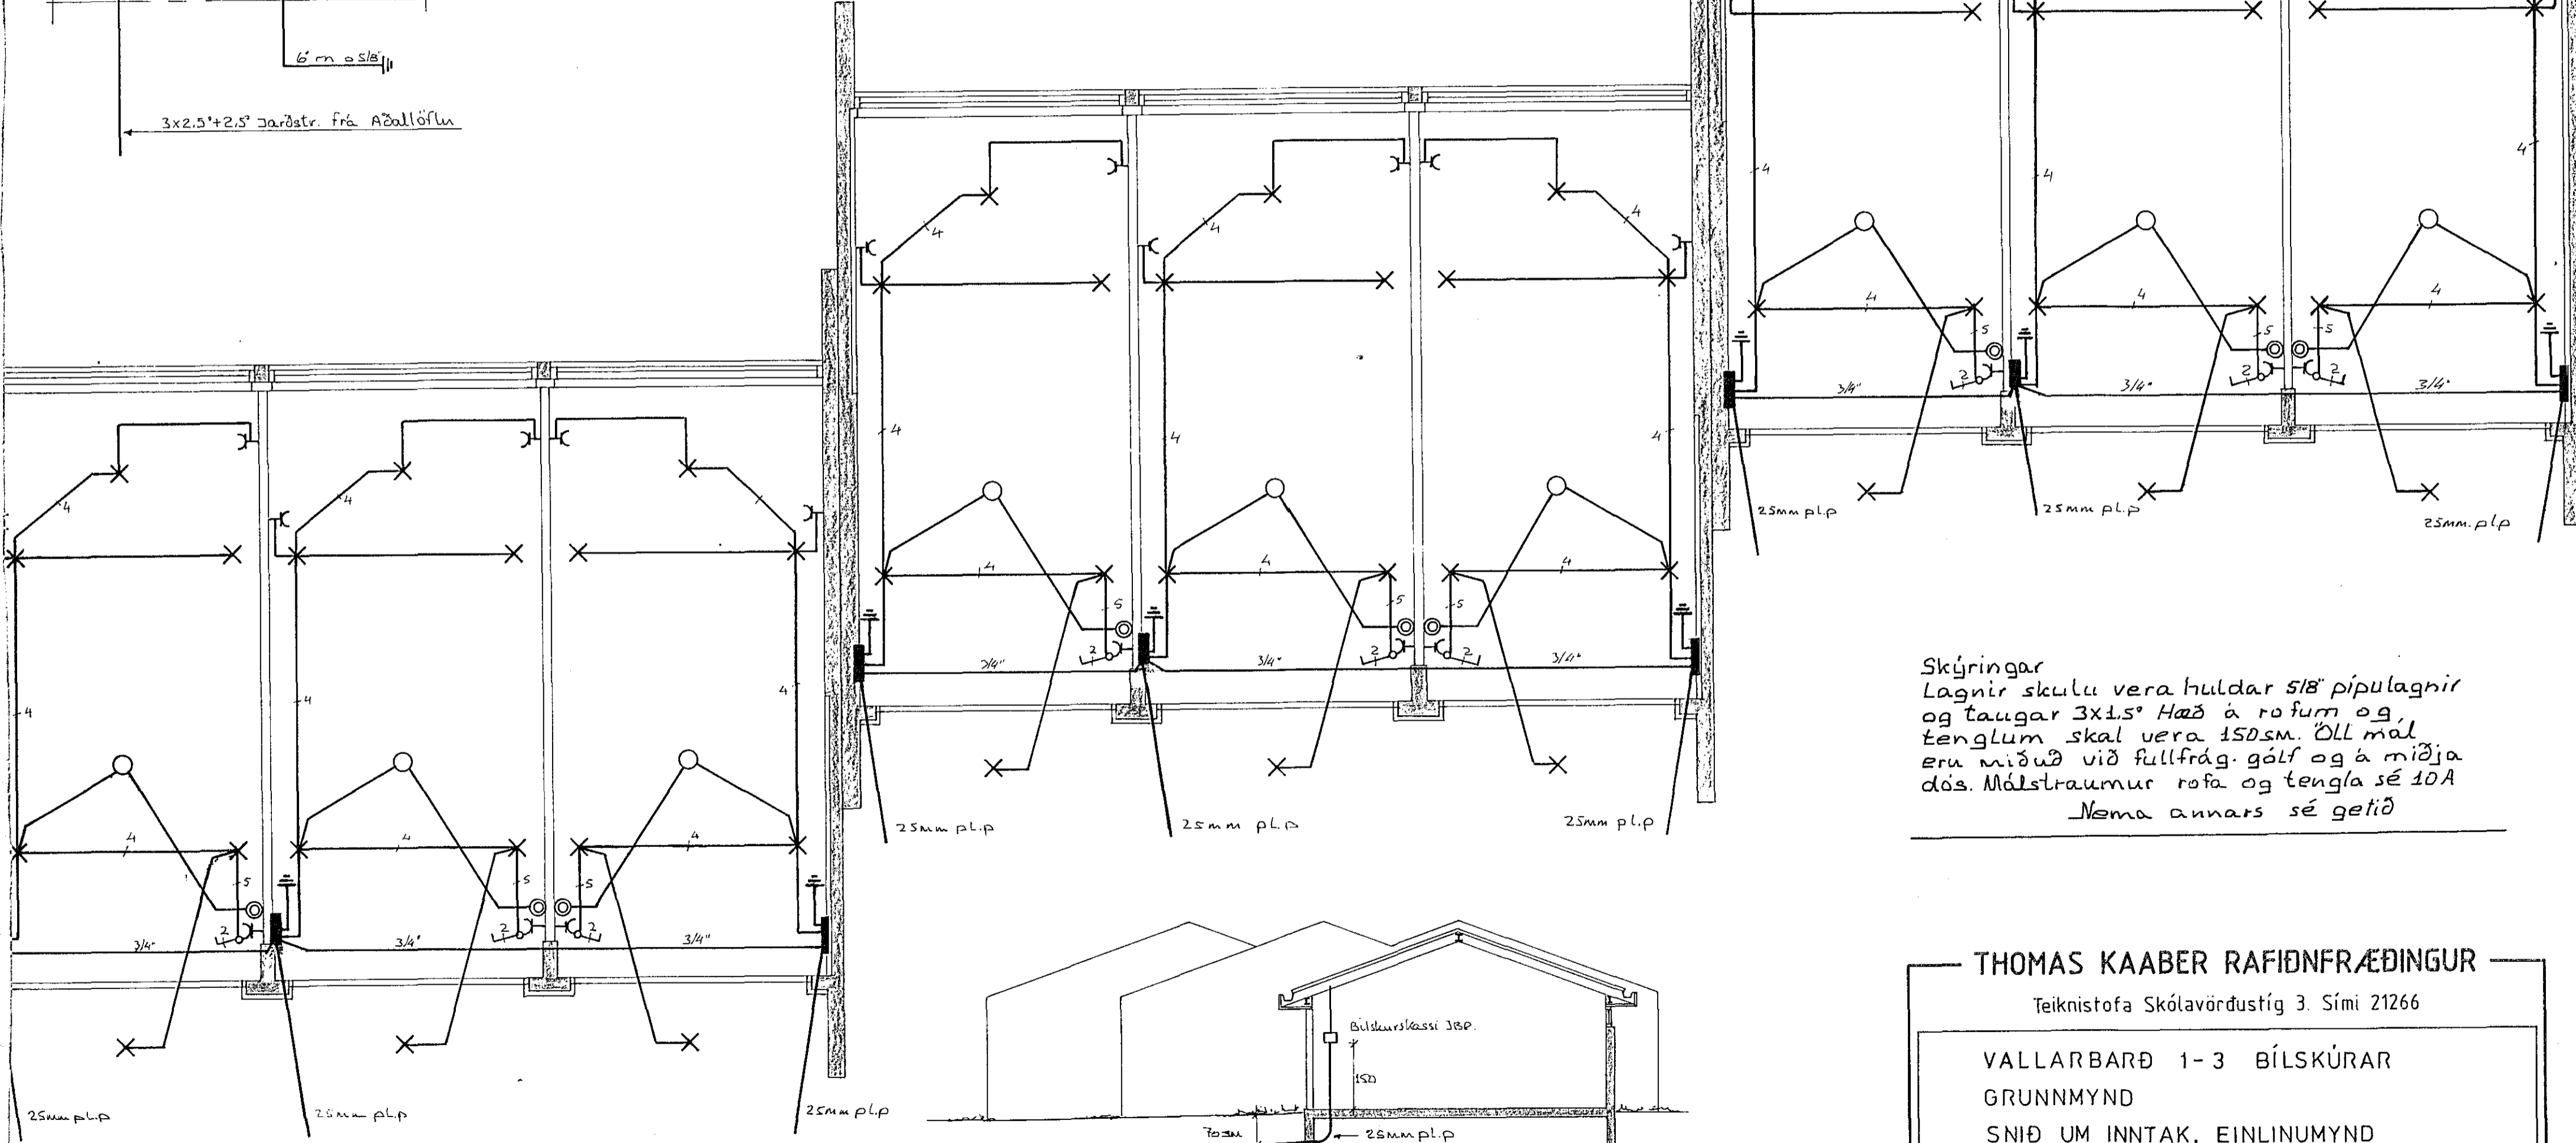 6° m ø 5/8"
3x2.5°+2.5° Jarðstr. frá Aðaltöflu
4 4 4
4 4
4 4 4
4 4 4
5 5 5
2 2 2
3/4" 3/4" 3/4"
25mm pl.p 25mm pl.p 25mm. pl.p
4 4 4
4 4 4
5 5 5
2 2 2
3/4" 3/4" 3/4"
25mm pl.p 25mm pl.p 25mm pl.p
4 4 4
4 4 4
5 5 5
2 2 2
3/4" 3/4" 3/4"
25mm pl.p 25mm pl.p 25mm pl.p
Skýringar
Lagnir skulu vera huldar 5/8" pípulagnir
og taugar 3x1.5° Hæð á rofum og
tenglum skal vera 150sm. Öll mál
eru miðuð við fullfrág. gólf og á miðja
dós. Málstraumur rofa og tengla sé 10A
Nema annars sé getið
Bílskúrskassi JBP.
150
70sm
25mm pl.p
THOMAS KAABER RAFIÐNFRÆÐINGUR
Teiknistofa Skólavörðustíg 3. Sími 21266
VALLARBARÐ 1-3 BÍLSKÚRAR
GRUNNMYND
SNIÐ UM INNTAK, EINLINUMYND